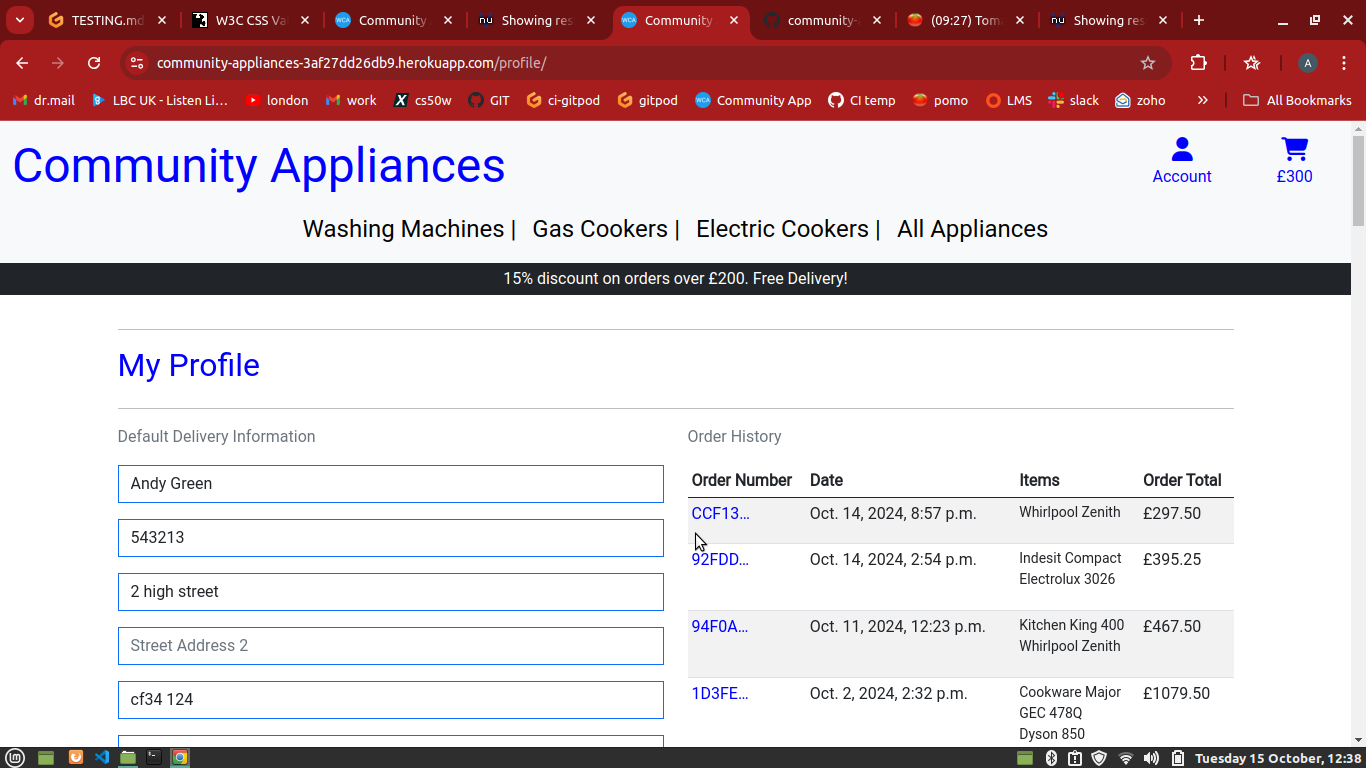 TESTING.md
W3C CSS Va
Community
Showing res
Community
community-
(09:27) Tom
Showing res
community-appliances-3af27dd26db9.herokuapp.com/profile/
A
dr.mail
LBC UK - Listen Li...
london
work
cs50w
GIT
ci-gitpod
gitpod
Community App
CI temp
pomo
LMS
slack
zoho
All Bookmarks
Community Appliances
Account
£300
Washing Machines | Gas Cookers | Electric Cookers | All Appliances
15% discount on orders over £200. Free Delivery!
My Profile
Default Delivery Information
Andy Green
543213
2 high street
Street Address 2
cf34 124
Order History
Order Number Date Items Order Total
CCF13... Oct. 14, 2024, 8:57 p.m. Whirlpool Zenith £297.50
92FDD... Oct. 14, 2024, 2:54 p.m. Indesit Compact £395.25
Electrolux 3026
94F0A... Oct. 11, 2024, 12:23 p.m. Kitchen King 400 £467.50
Whirlpool Zenith
1D3FE... Oct. 2, 2024, 2:32 p.m. Cookware Major £1079.50
GEC 478Q
Dyson 850
Tuesday 15 October, 12:38